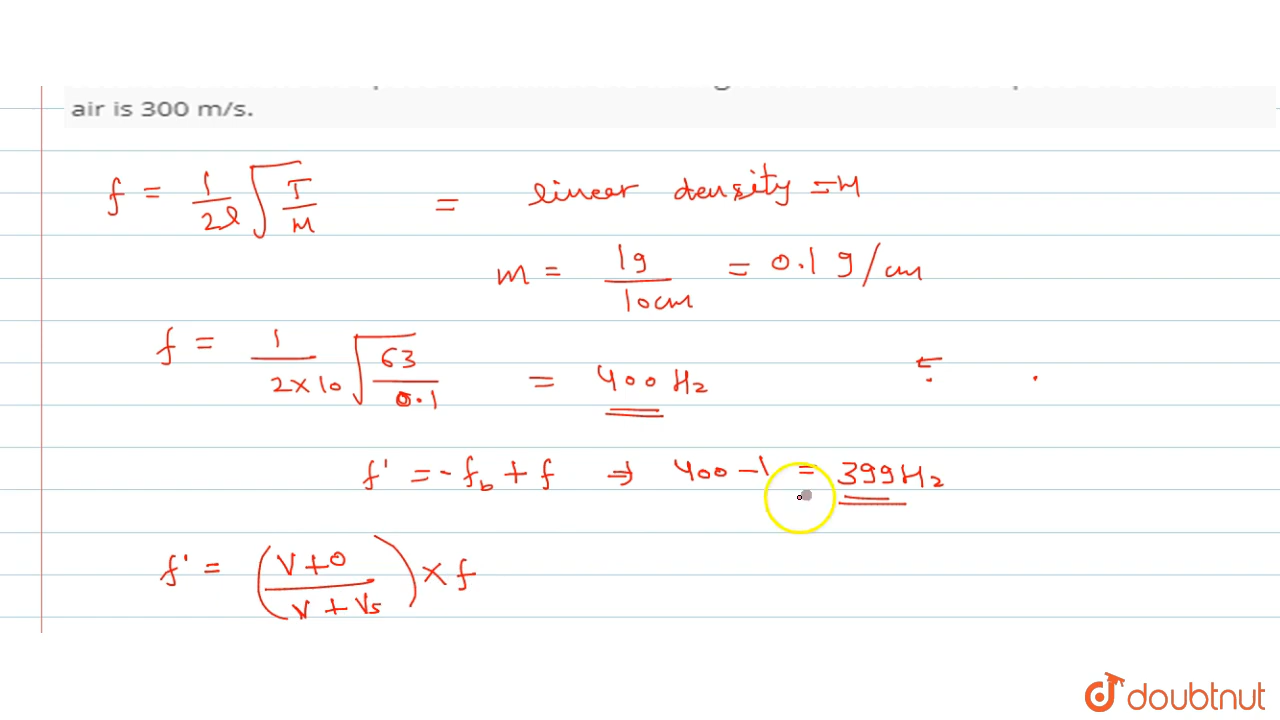 air is 300 m/s.
f = 1/2l √T/M = linear density = M
m = 1g/10cm = 0.1 g/cm
f = 1/2×10 √63/0.1 = 400 Hz
f' = - fb + f ⇒ 400 - 1 = 399 Hz
f' = (V+0/V+Vs) × f
doubtnut